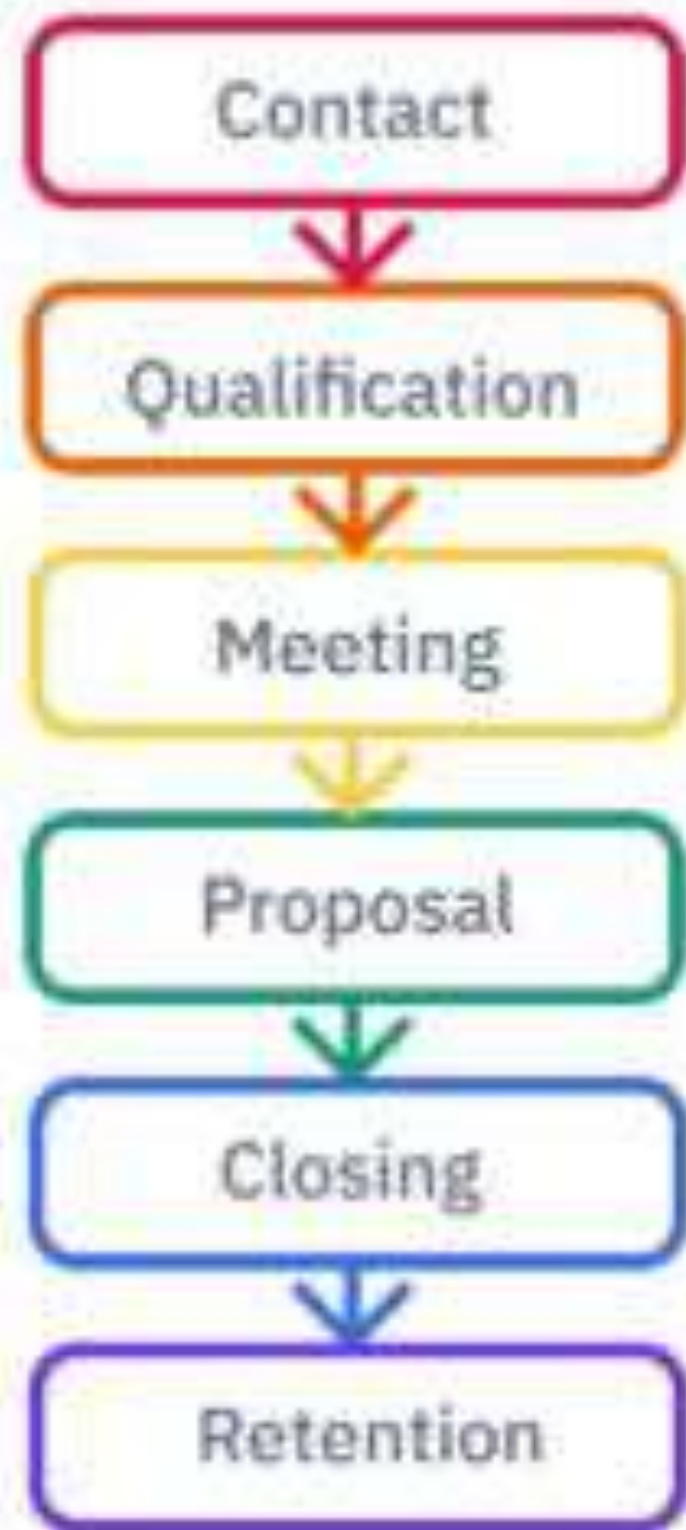 Contact
Qualification
Meeting
Proposal
Closing
Retention